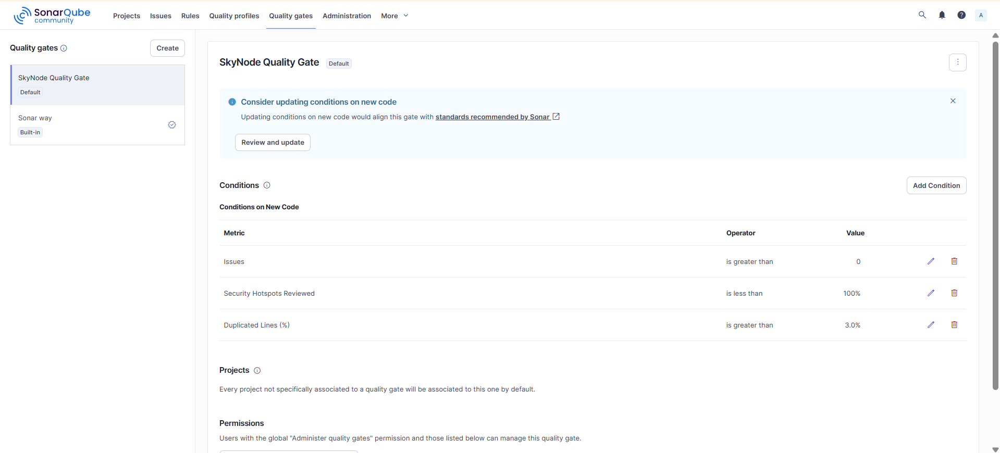 SonarQube
community
Projects
Issues
Rules
Quality profiles
Quality gates
Administration
More
A
Quality gates
Create
SkyNode Quality Gate
Default
Sonar way
Built-in
SkyNode Quality Gate
Default
Consider updating conditions on new code
Updating conditions on new code would align this gate with standards recommended by Sonar
Review and update
Conditions
Add Condition
Conditions on New Code
Metric Operator Value
Issues is greater than 0
Security Hotspots Reviewed is less than 100%
Duplicated Lines (%) is greater than 3.0%
Projects
Every project not specifically associated to a quality gate will be associated to this one by default.
Permissions
Users with the global "Administer quality gates" permission and those listed below can manage this quality gate.